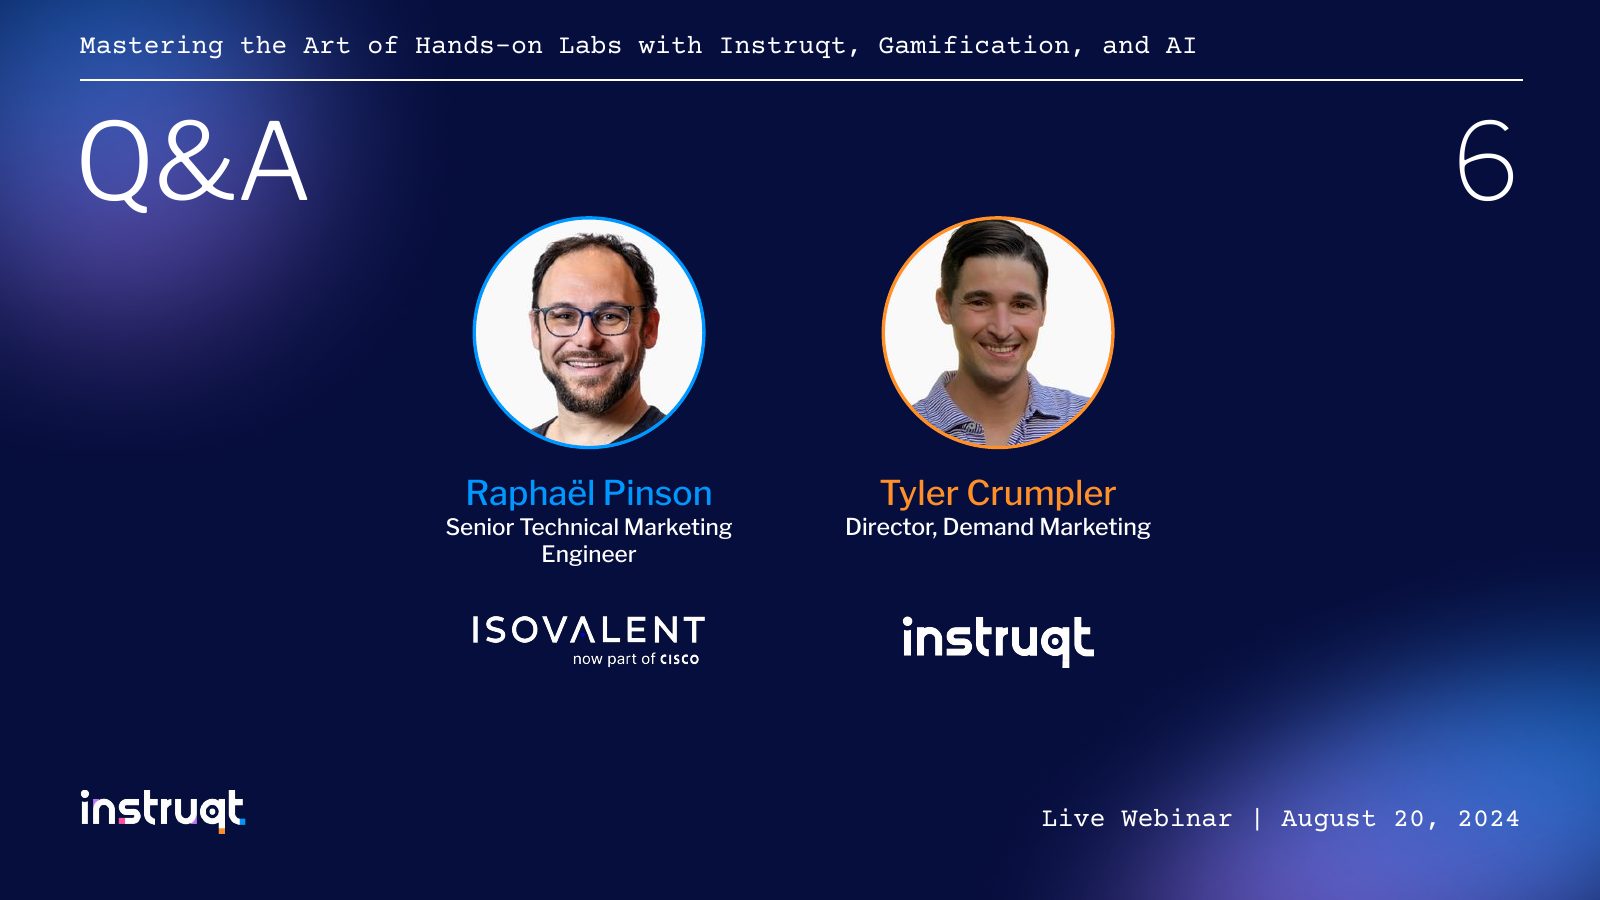 Mastering the Art of Hands-on Labs with Instruqt, Gamification, and AI
Q&A
6
Raphaël Pinson
Senior Technical Marketing
Engineer
ISOVALENT
now part of CISCO
Tyler Crumpler
Director, Demand Marketing
instruqt
instruqt
Live Webinar | August 20, 2024